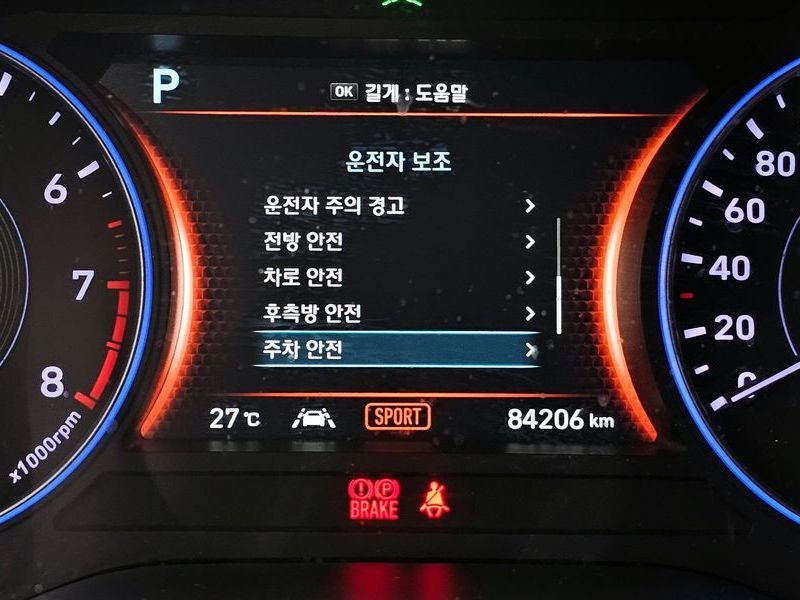 P
OK 길게 : 도움말
운전자 보조
운전자 주의 경고
전방 안전
차로 안전
후측방 안전
주차 안전
27℃
SPORT
84206 km
6
7
8
x1000rpm
80
60
40
20
0
P
BRAKE